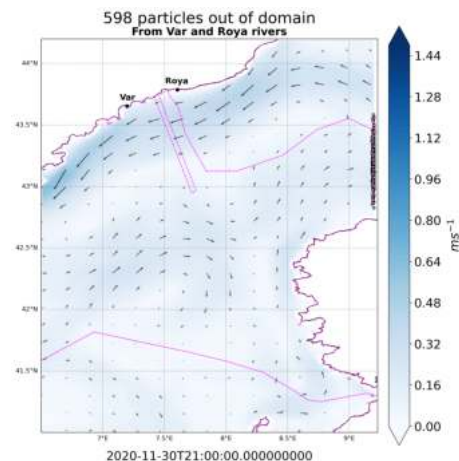 598 particles out of domain
From Var and Roya rivers
1.44
44°N
Roya
Var
1.28
43.5°N
1.12
43°N
0.96
0.80
ms⁻¹
42.5°N
0.64
0.48
42°N
0.32
41.5°N
0.16
0.00
7°E
7.5°E
8°E
8.5°E
9°E
2020-11-30T21:00:00.000000000